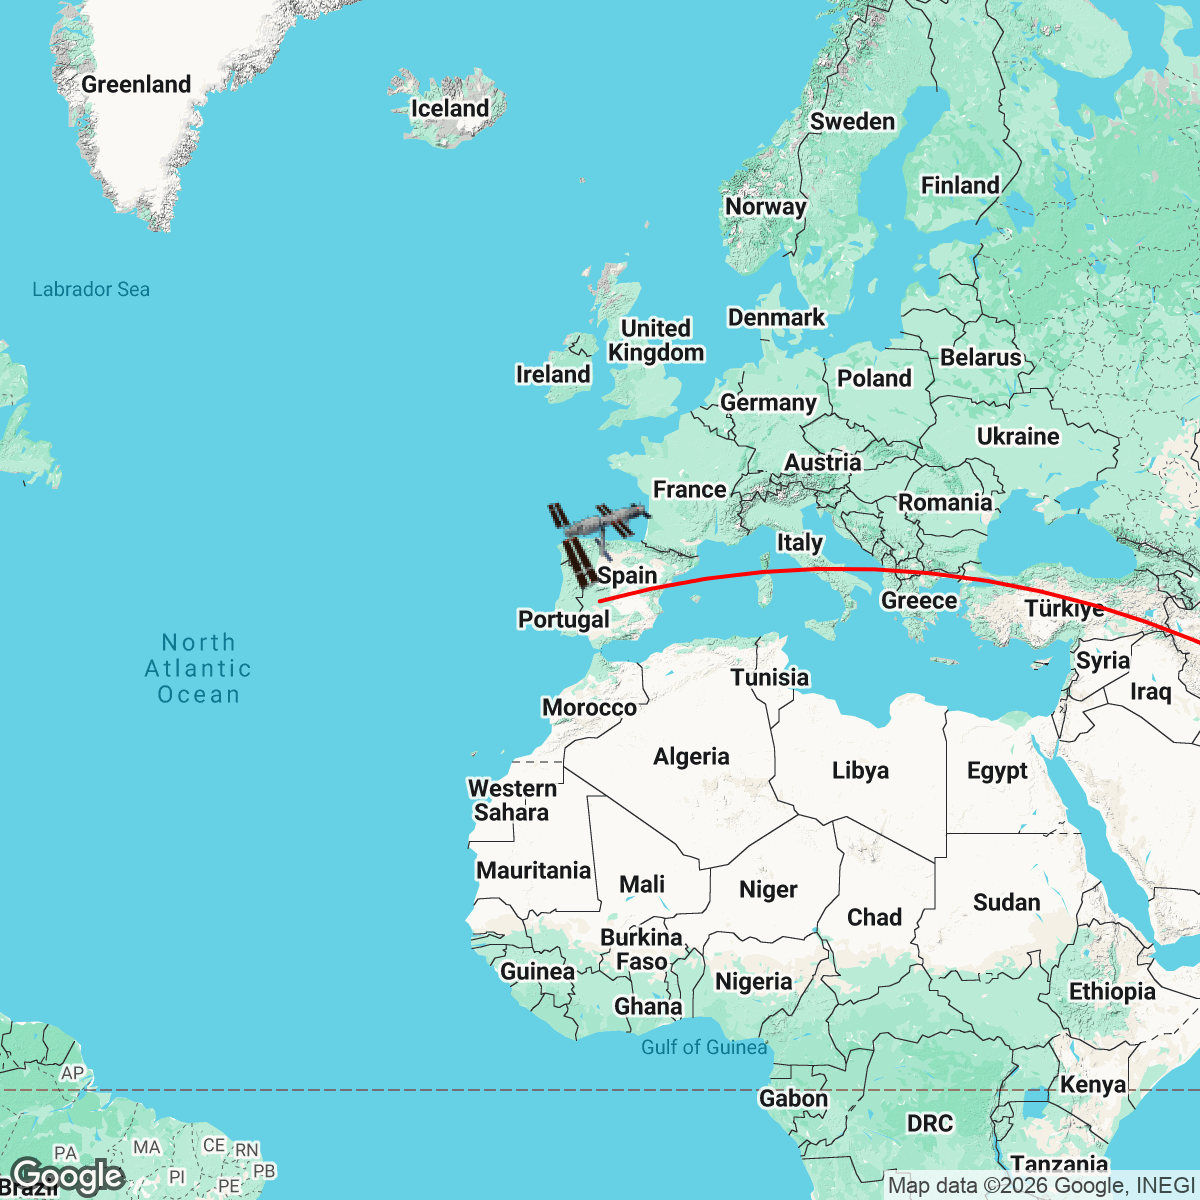 Greenland
Iceland
Sweden
Finland
Norway
Labrador Sea
Denmark
United
Kingdom
Belarus
Ireland
Poland
Germany
Ukraine
Austria
France
Romania
Italy
Spain
Greece
Türkiye
Portugal
North
Atlantic
Ocean
Syria
Tunisia
Iraq
Morocco
Algeria
Libya
Egypt
Western
Sahara
Mauritania
Mali
Niger
Sudan
Chad
Burkina
Faso
Guinea
Nigeria
Ethiopia
Ghana
Gulf of Guinea
AP
Kenya
Gabon
DRC
MA
CE
RN
PA
PI
PB
PE
Tanzania
Brazil
Google
Map data ©2026 Google, INEGI